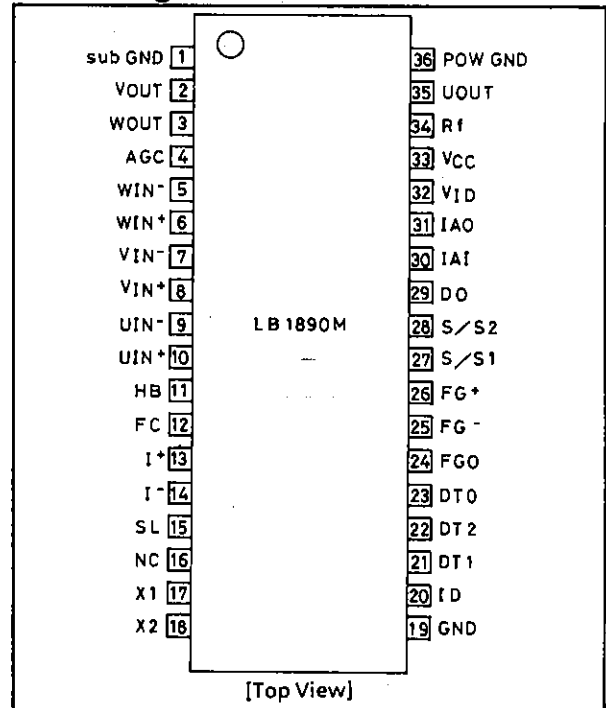 sub GND 1
VOUT 2
WOUT 3
AGC 4
WIN- 5
WIN+ 6
VIN- 7
VIN+ 8
UIN- 9
UIN+ 10
HB 11
FC 12
I+ 13
I- 14
SL 15
NC 16
X1 17
X2 18
LB1890M
36 POW GND
35 UOUT
34 Rf
33 VCC
32 VID
31 IAO
30 IAI
29 DO
28 S/S2
27 S/S1
26 FG+
25 FG-
24 FGO
23 DTO
22 DT2
21 DT1
20 ID
19 GND
[Top View]